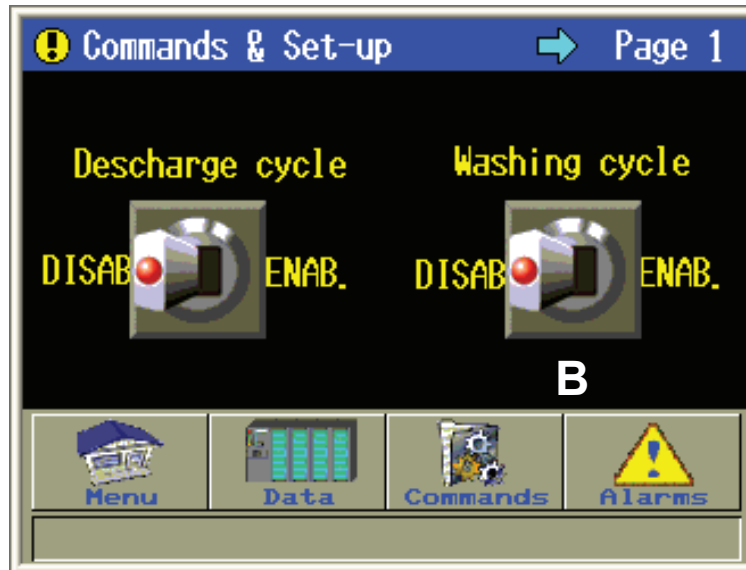 Commands & Set-up Page 1
Descharge cycle Washing cycle
DISAB ENAB. DISAB ENAB.
B
Menu Data Commands Alarms